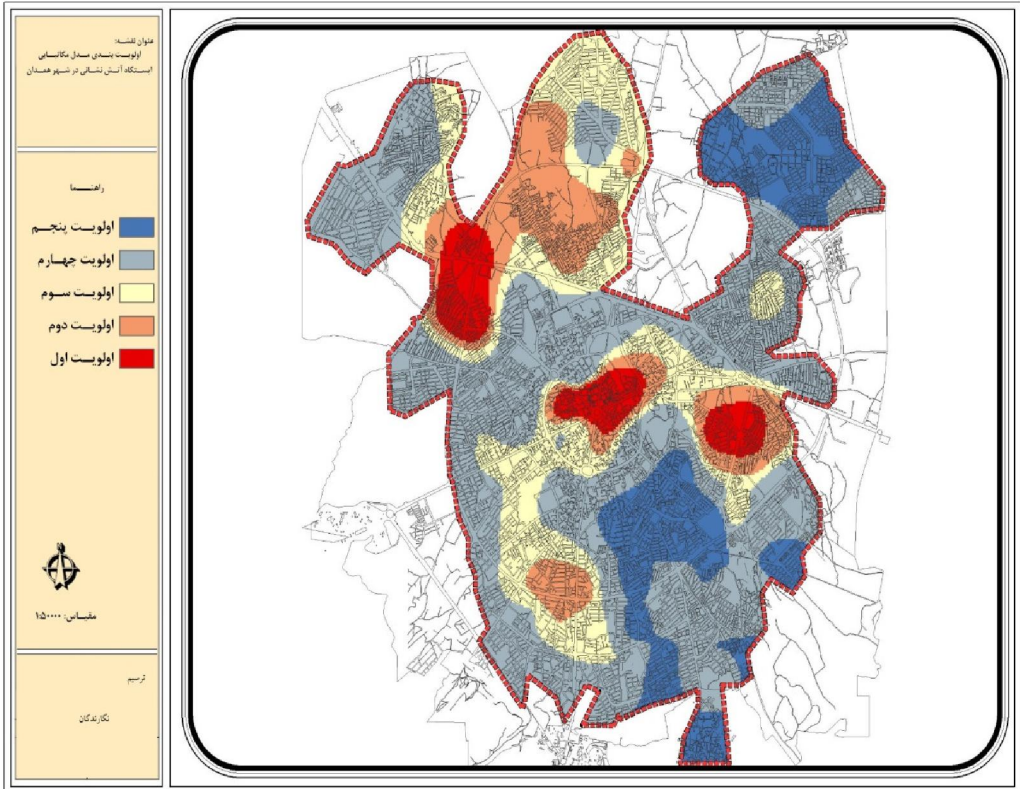 عنوان نقشه:
اولویت بندی مدل مکانیابی
ایستگاه آتش نشانی در شهر همدان
راهنما
اولویت پنجم
اولویت چهارم
اولویت سوم
اولویت دوم
اولویت اول
مقیاس: ۱:۵۰۰۰۰
ترسیم
نگارندگان